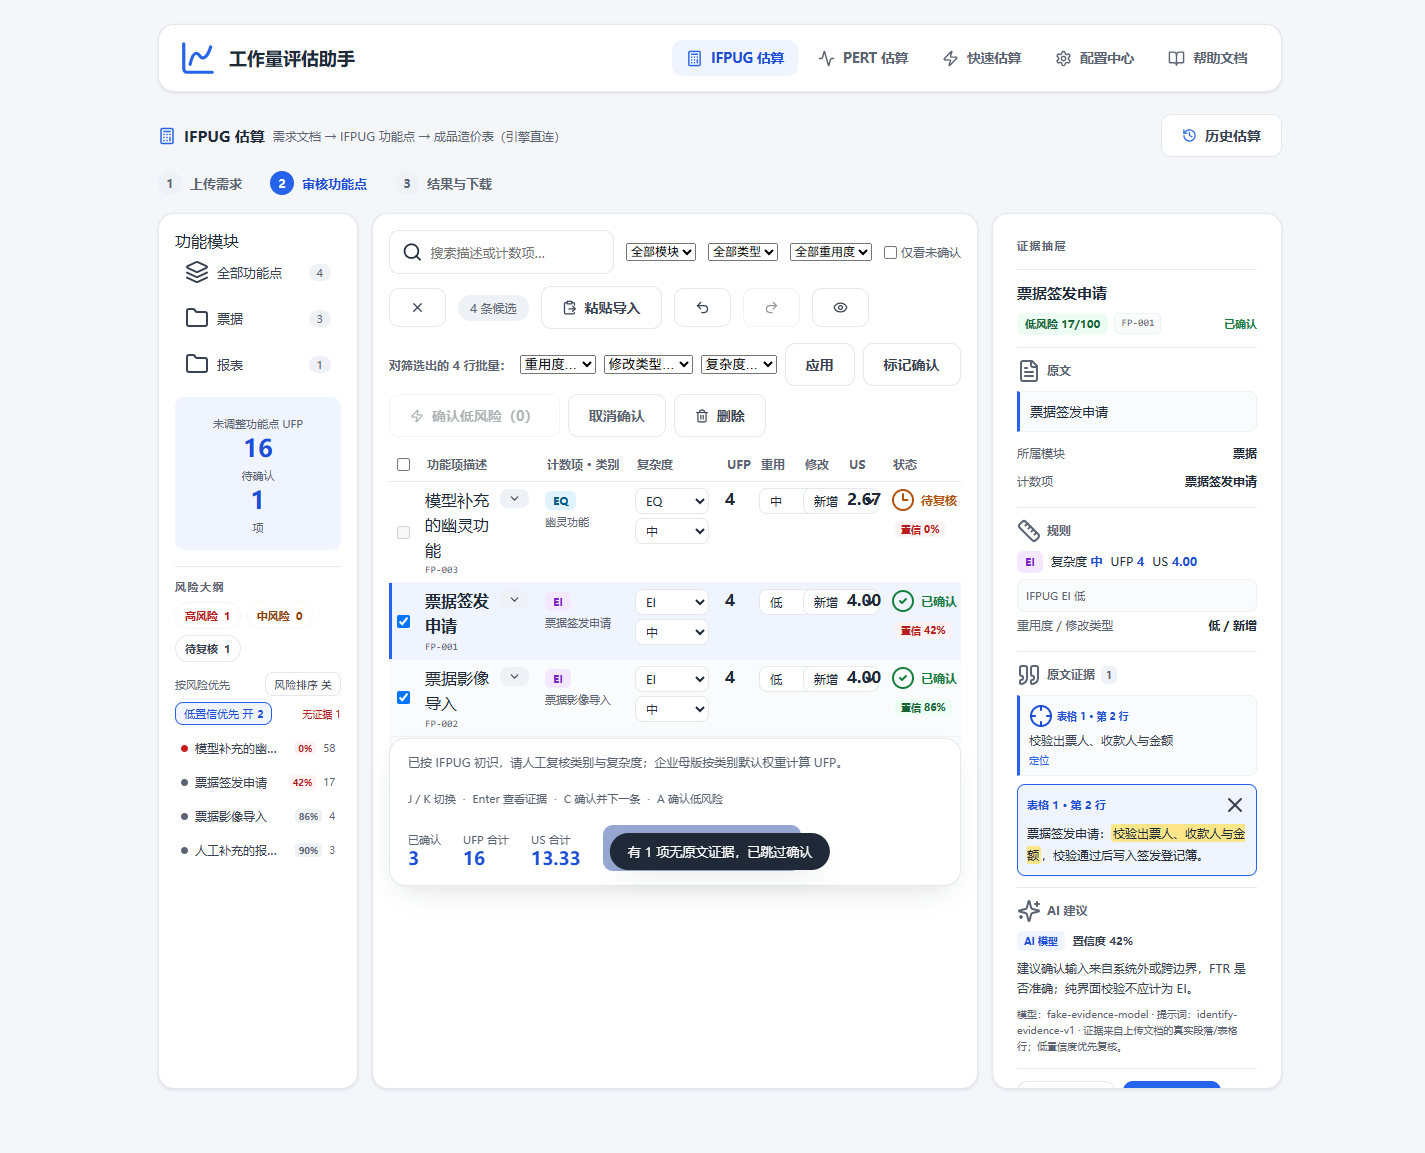 工作量评估助手
IFPUG 估算
PERT 估算
快速估算
配置中心
帮助文档
IFPUG 估算
需求文档 → IFPUG 功能点 → 成品造价表（引擎直连）
历史估算
1 上传需求
2 审核功能点
3 结果与下载
功能模块
全部功能点 4
票据 3
报表 1
未调整功能点 UFP
16
待确认
1
项
风险大纲
高风险 1
中风险 0
待复核 1
按风险优先
风险排序 关
低置信优先 开 2
无证据 1
模型补充的幽... 0% 58
票据签发申请 42% 17
票据影像导入 86% 4
人工补充的报... 90% 3
搜索描述或计数项...
全部模块
全部类型
全部重用度
仅看未确认
4 条候选
粘贴导入
对筛选出的 4 行批量：
重用度...
修改类型...
复杂度...
应用
标记确认
确认低风险（0）
取消确认
删除
功能项描述 计数项・类别 复杂度 UFP 重用 修改 US 状态
模型补充的幽灵功能
FP-003
EQ
幽灵功能
EQ
中
4
中
新增
2.67
待复核
置信 0%
票据签发申请
FP-001
EI
票据签发申请
EI
中
4
低
新增
4.00
已确认
置信 42%
票据影像导入
FP-002
EI
票据影像导入
EI
中
4
低
新增
4.00
已确认
置信 86%
已按 IFPUG 初识，请人工复核类别与复杂度；企业母版按类别默认权重计算 UFP。
J / K 切换 · Enter 查看证据 · C 确认并下一条 · A 确认低风险
已确认
3
UFP 合计
16
US 合计
13.33
有 1 项无原文证据，已跳过确认
证据抽屉
票据签发申请
低风险 17/100
FP-001
已确认
原文
票据签发申请
所属模块 票据
计数项 票据签发申请
规则
EI 复杂度 中 UFP 4 US 4.00
IFPUG EI 低
重用度 / 修改类型 低 / 新增
原文证据 1
表格 1・第 2 行
校验出票人、收款人与金额
定位
表格 1・第 2 行
票据签发申请：校验出票人、收款人与金
额，校验通过后写入签发登记簿。
AI 建议
AI 模型 置信度 42%
建议确认输入来自系统外或跨边界，FTR 是
否准确；纯界面校验不应计为 EI。
模型：fake-evidence-model · 提示词：identify-
evidence-v1 · 证据来自上传文档的真实段落/表格
行；低置信度优先复核。